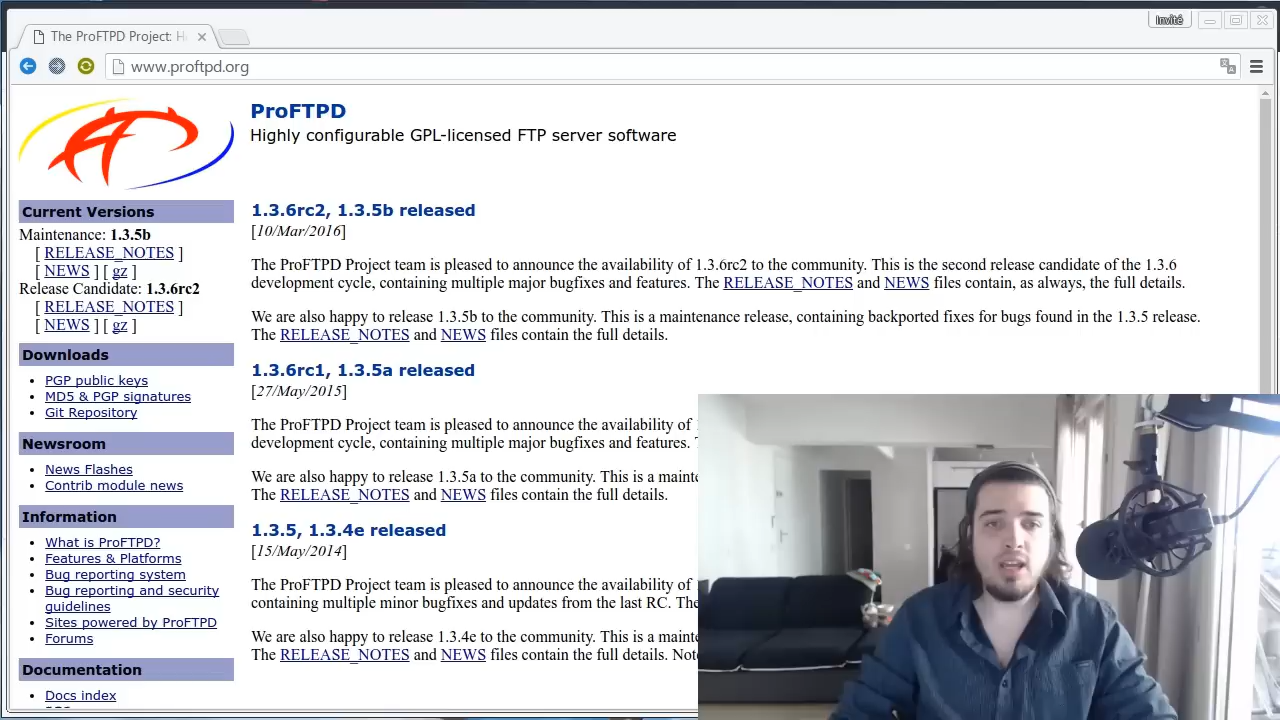 Invité
The ProFTPD Project: H
www.proftpd.org
ProFTPD
Highly configurable GPL-licensed FTP server software
Current Versions
Maintenance: 1.3.5b
[ RELEASE_NOTES ]
[ NEWS ] [ gz ]
Release Candidate: 1.3.6rc2
[ RELEASE_NOTES ]
[ NEWS ] [ gz ]
Downloads
PGP public keys
MD5 & PGP signatures
Git Repository
Newsroom
News Flashes
Contrib module news
Information
What is ProFTPD?
Features & Platforms
Bug reporting system
Bug reporting and security
guidelines
Sites powered by ProFTPD
Forums
Documentation
Docs index
1.3.6rc2, 1.3.5b released
[10/Mar/2016]
The ProFTPD Project team is pleased to announce the availability of 1.3.6rc2 to the community. This is the second release candidate of the 1.3.6
development cycle, containing multiple major bugfixes and features. The RELEASE_NOTES and NEWS files contain, as always, the full details.
We are also happy to release 1.3.5b to the community. This is a maintenance release, containing backported fixes for bugs found in the 1.3.5 release.
The RELEASE_NOTES and NEWS files contain the full details.
1.3.6rc1, 1.3.5a released
[27/May/2015]
The ProFTPD Project team is pleased to announce the availability of
development cycle, containing multiple major bugfixes and features.
We are also happy to release 1.3.5a to the community. This is a mainte
The RELEASE_NOTES and NEWS files contain the full details.
1.3.5, 1.3.4e released
[15/May/2014]
The ProFTPD Project team is pleased to announce the availability of
containing multiple minor bugfixes and updates from the last RC. The
We are also happy to release 1.3.4e to the community. This is a mainte
The RELEASE_NOTES and NEWS files contain the full details. Not